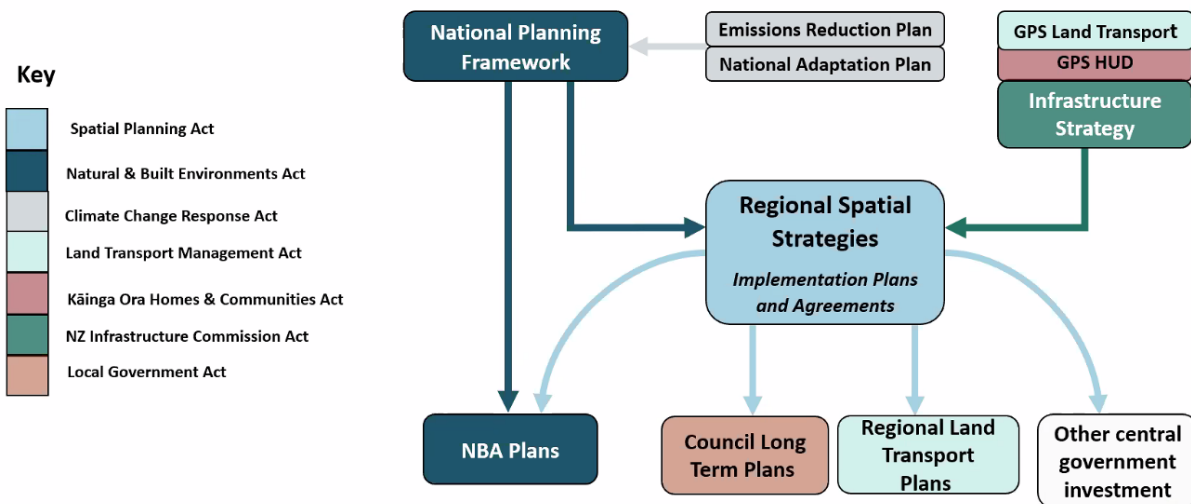 National Planning
Framework
Emissions Reduction Plan
National Adaptation Plan
GPS Land Transport
GPS HUD
Infrastructure
Strategy
Key
Spatial Planning Act
Natural & Built Environments Act
Climate Change Response Act
Land Transport Management Act
Kāinga Ora Homes & Communities Act
NZ Infrastructure Commission Act
Local Government Act
Regional Spatial
Strategies
Implementation Plans
and Agreements
NBA Plans
Council Long
Term Plans
Regional Land
Transport
Plans
Other central
government
investment